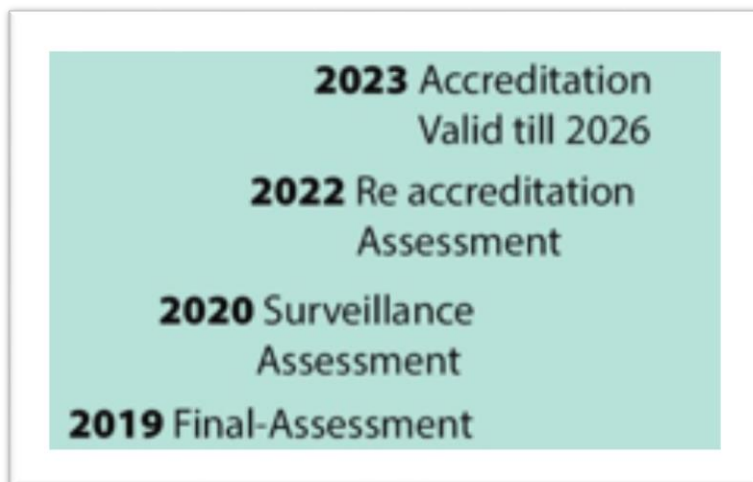 2023 Accreditation
Valid till 2026
2022 Re accreditation
Assessment
2020 Surveillance
Assessment
2019 Final-Assessment